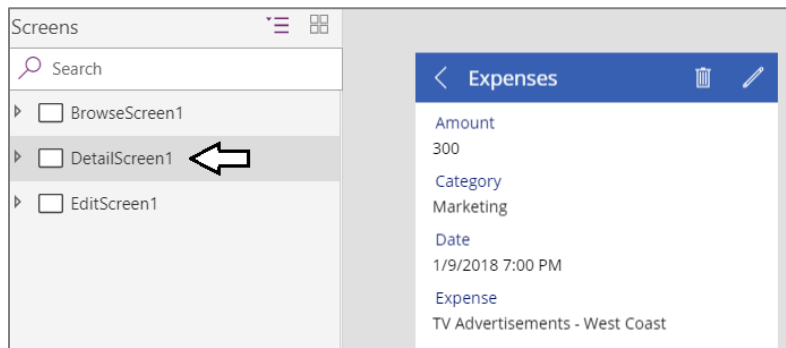 Screens
Search
BrowseScreen1
DetailScreen1
EditScreen1
Expenses
Amount
300
Category
Marketing
Date
1/9/2018 7:00 PM
Expense
TV Advertisements - West Coast